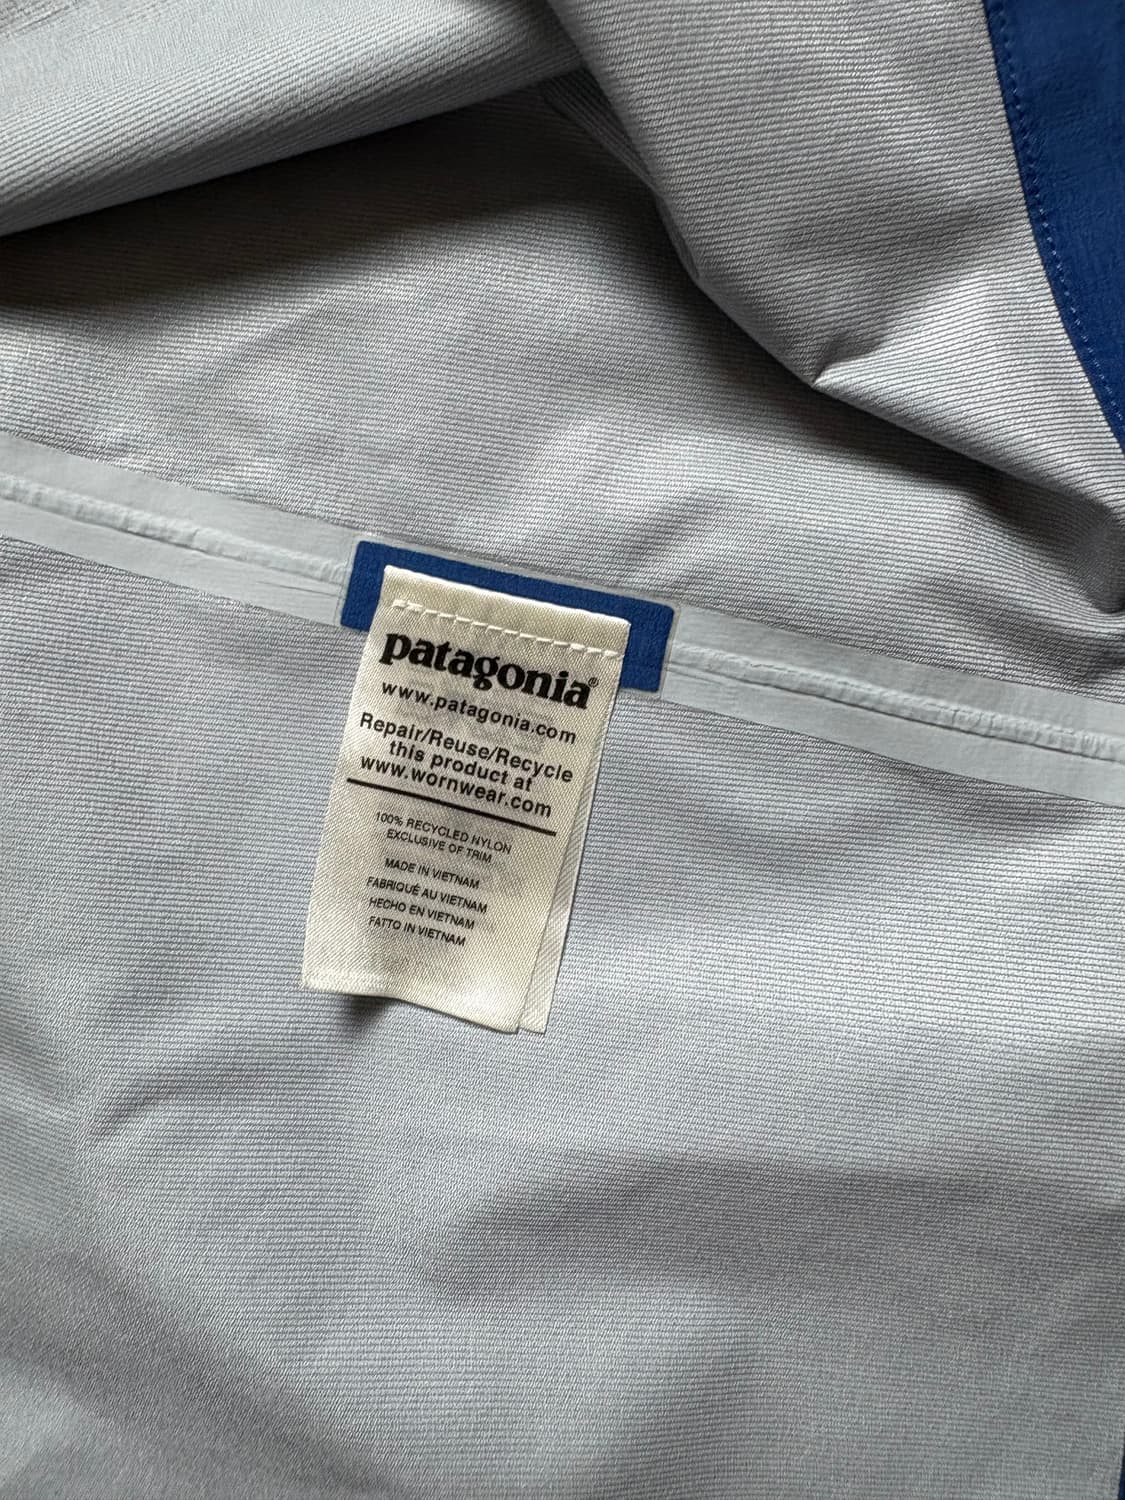 patagonia®
www.patagonia.com
Repair/Reuse/Recycle
this product at
www.wornwear.com
100% RECYCLED NYLON
EXCLUSIVE OF TRIM
MADE IN VIETNAM
FABRIQUÉ AU VIETNAM
HECHO EN VIETNAM
FATTO IN VIETNAM